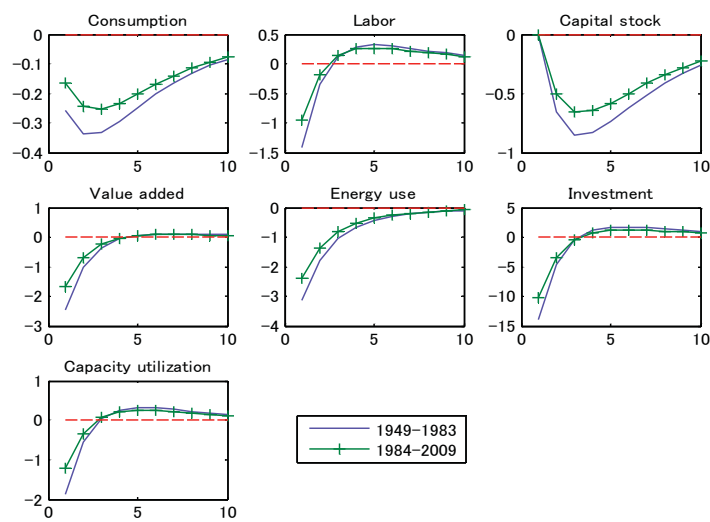 Consumption
Labor
Capital stock
0
−0.1
−0.2
−0.3
−0.4
0 5 10
0.5
0
−0.5
−1
−1.5
0 5 10
0
−0.5
−1
0 5 10
Value added
Energy use
Investment
1
0
−1
−2
−3
0 5 10
0
−1
−2
−3
−4
0 5 10
5
0
−5
−10
−15
0 5 10
Capacity utilization
1
0
−1
−2
0 5 10
1949−1983
1984−2009